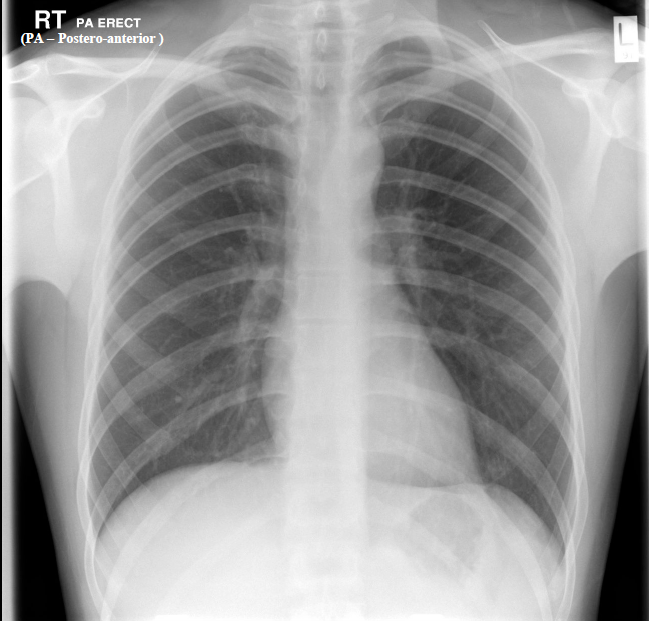 RT PA ERECT
(PA – Postero-anterior )
L